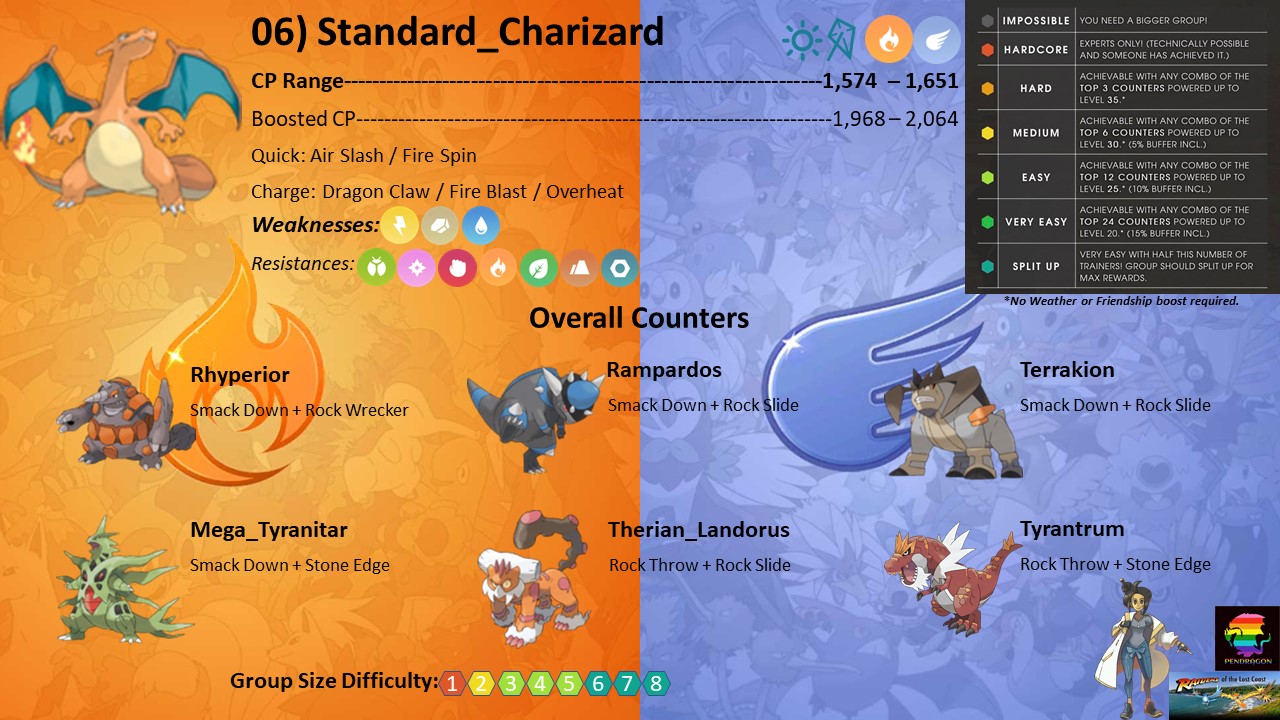 06) Standard_Charizard
CP Range--------------------------------------------------------------------1,574 – 1,651
Boosted CP--------------------------------------------------------------------1,968 – 2,064
Quick: Air Slash / Fire Spin
Charge: Dragon Claw / Fire Blast / Overheat
Weaknesses:
Resistances:
IMPOSSIBLE YOU NEED A BIGGER GROUP!
HARDCORE EXPERTS ONLY! (TECHNICALLY POSSIBLE
AND SOMEONE HAS ACHIEVED IT.)
HARD ACHIEVABLE WITH ANY COMBO OF THE
TOP 3 COUNTERS POWERED UP TO
LEVEL 35.*
MEDIUM ACHIEVABLE WITH ANY COMBO OF THE
TOP 6 COUNTERS POWERED UP TO
LEVEL 30.* (5% BUFFER INCL.)
EASY ACHIEVABLE WITH ANY COMBO OF THE
TOP 12 COUNTERS POWERED UP TO
LEVEL 25.* (10% BUFFER INCL.)
VERY EASY ACHIEVABLE WITH ANY COMBO OF THE
TOP 24 COUNTERS POWERED UP TO
LEVEL 20.* (15% BUFFER INCL.)
SPLIT UP VERY EASY WITH HALF THIS NUMBER OF
TRAINERS! GROUP SHOULD SPLIT UP FOR
MAX REWARDS.
*No Weather or Friendship boost required.
Overall Counters
Rhyperior
Smack Down + Rock Wrecker
Rampardos
Smack Down + Rock Slide
Terrakion
Smack Down + Rock Slide
Mega_Tyranitar
Smack Down + Stone Edge
Therian_Landorus
Rock Throw + Rock Slide
Tyrantrum
Rock Throw + Stone Edge
Group Size Difficulty: 1 2 3 4 5 6 7 8
PENDRAGON
RAIDERS of the Lost Coast